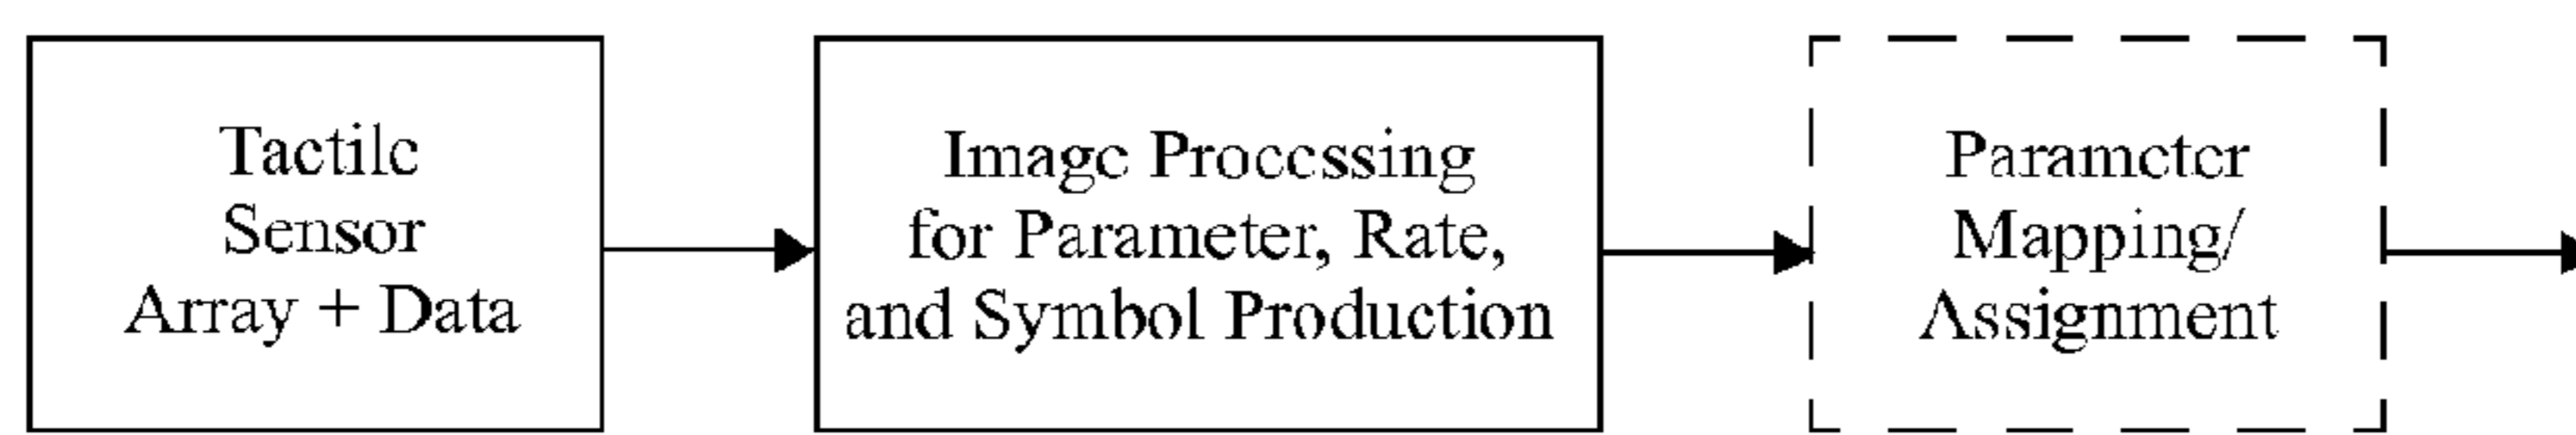 Tactile
Sensor
Array + Data
Image Processing
for Parameter, Rate,
and Symbol Production
Parameter
Mapping/
Assignment